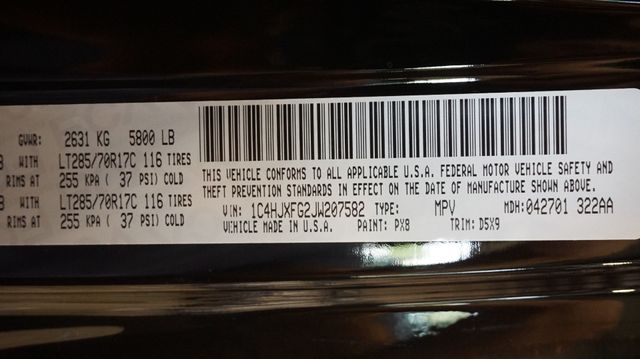 GVWR: 2631 KG 5800 LB
WITH LT285/70R17C 116 TIRES
RIMS AT 255 KPA ( 37 PSI) COLD
WITH LT285/70R17C 116 TIRES
RIMS AT 255 KPA ( 37 PSI) COLD
THIS VEHICLE CONFORMS TO ALL APPLICABLE U.S.A. FEDERAL MOTOR VEHICLE SAFETY AND
THEFT PREVENTION STANDARDS IN EFFECT ON THE DATE OF MANUFACTURE SHOWN ABOVE.
VIN: 1C4HJXFG2JW207582 TYPE: MPV MDH: 042701 322AA
VEHICLE MADE IN U.S.A. PAINT: PX8 TRIM: D5X9